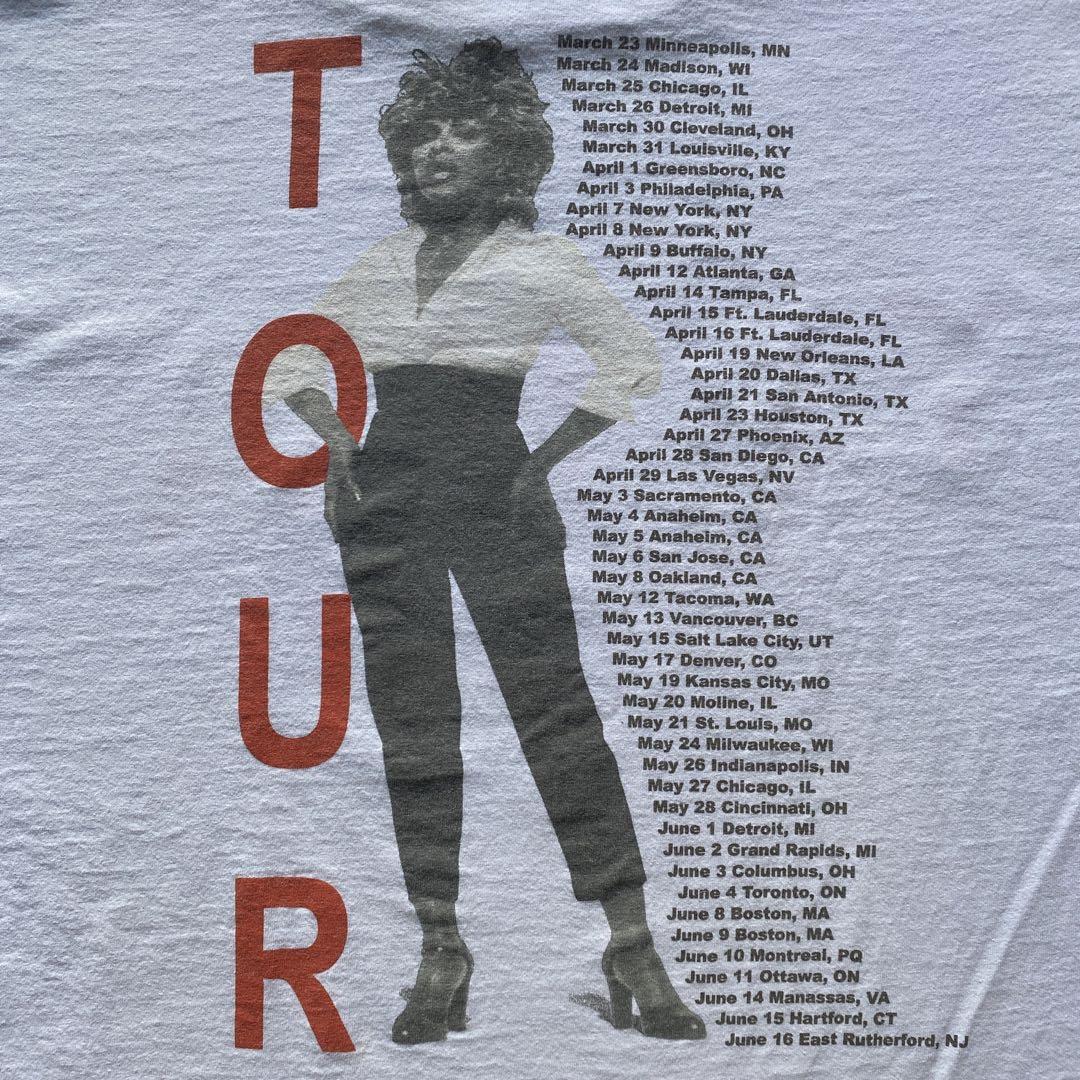 TOUR
March 23 Minneapolis, MN
March 24 Madison, WI
March 25 Chicago, IL
March 26 Detroit, MI
March 30 Cleveland, OH
March 31 Louisville, KY
April 1 Greensboro, NC
April 3 Philadelphia, PA
April 7 New York, NY
April 8 New York, NY
April 9 Buffalo, NY
April 12 Atlanta, GA
April 14 Tampa, FL
April 15 Ft. Lauderdale, FL
April 16 Ft. Lauderdale, FL
April 19 New Orleans, LA
April 20 Dallas, TX
April 21 San Antonio, TX
April 23 Houston, TX
April 27 Phoenix, AZ
April 28 San Diego, CA
April 29 Las Vegas, NV
May 3 Sacramento, CA
May 4 Anaheim, CA
May 5 Anaheim, CA
May 6 San Jose, CA
May 8 Oakland, CA
May 12 Tacoma, WA
May 13 Vancouver, BC
May 15 Salt Lake City, UT
May 17 Denver, CO
May 19 Kansas City, MO
May 20 Moline, IL
May 21 St. Louis, MO
May 24 Milwaukee, WI
May 26 Indianapolis, IN
May 27 Chicago, IL
May 28 Cincinnati, OH
June 1 Detroit, MI
June 2 Grand Rapids, MI
June 3 Columbus, OH
June 4 Toronto, ON
June 8 Boston, MA
June 9 Boston, MA
June 10 Montreal, PQ
June 11 Ottawa, ON
June 14 Manassas, VA
June 15 Hartford, CT
June 16 East Rutherford, NJ